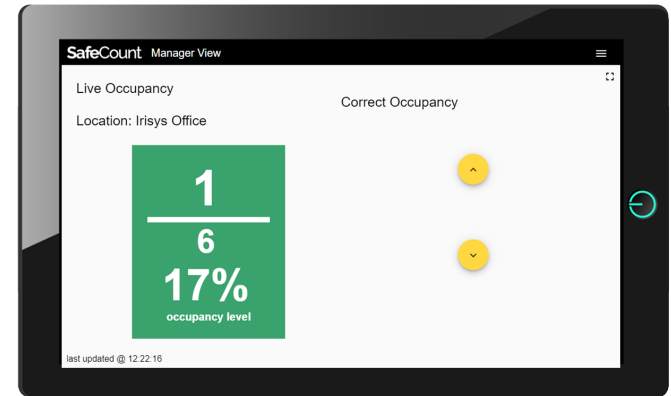 SafeCount Manager View
Live Occupancy
Correct Occupancy
Location: Irisys Office
1
6
17%
occupancy level
last updated @ 12:22:16